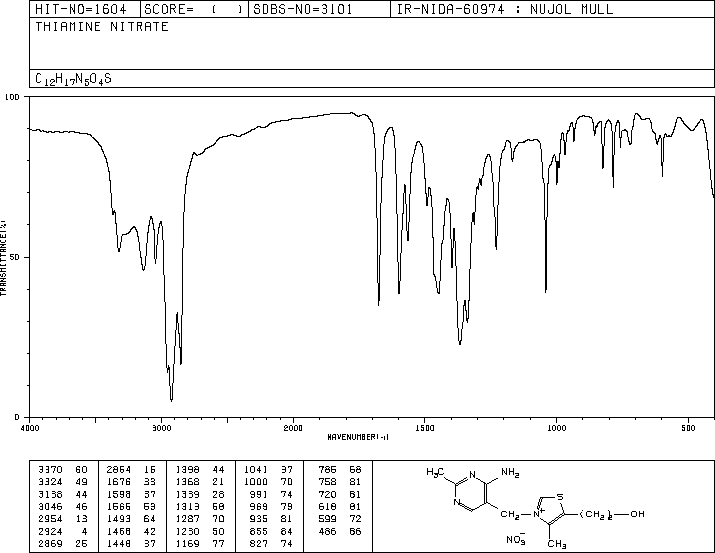 HIT-NO=1604 SCORE= ( ) SDBS-NO=3101 IR-NIDA-60974 : NUJOL MULL
THIAMINE NITRATE
C12H17N5O4S
100
50
0
TRANSMITTANCE(%)
4000 3000 2000 1500 1000 500
WAVENUMBER(-1)
3370 60 2854 16 1398 44 1041 37 786 68
3324 49 1676 33 1368 21 1000 70 758 81
3138 44 1598 37 1339 28 991 74 720 81
3046 46 1565 53 1313 58 969 79 618 81
2954 13 1493 64 1287 70 935 81 599 72
2924 4 1458 42 1230 50 855 84 486 86
2869 25 1448 37 1169 77 827 74
H3C
N
NH2
N
CH2
N+
S
(CH2)2
OH
CH3
NO3-